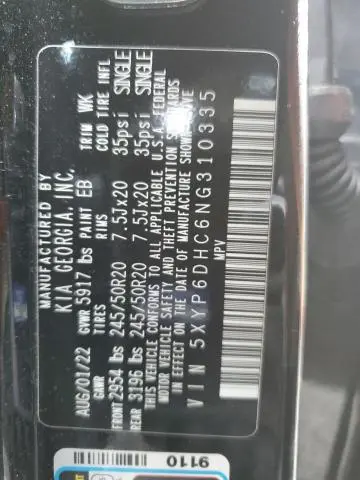 MANUFACTURED BY
KIA GEORGIA, INC.
AUG/01/22 GVWR 5917 lbs PAINT EB TRIM WK
GAWR TIRES RIMS COLD TIRE INFL
FRONT 2954 lbs 245/50R20 7.5Jx20 35psi SINGLE
REAR 3196 lbs 245/50R20 7.5Jx20 35psi SINGLE
THIS VEHICLE CONFORMS TO ALL APPLICABLE U.S.A. FEDERAL
MOTOR VEHICLE SAFETY AND THEFT PREVENTION STANDARDS
IN EFFECT ON THE DATE OF MANUFACTURE SHOWN ABOVE
VIN 5XYP6DHC6NG310335
MPV
9110